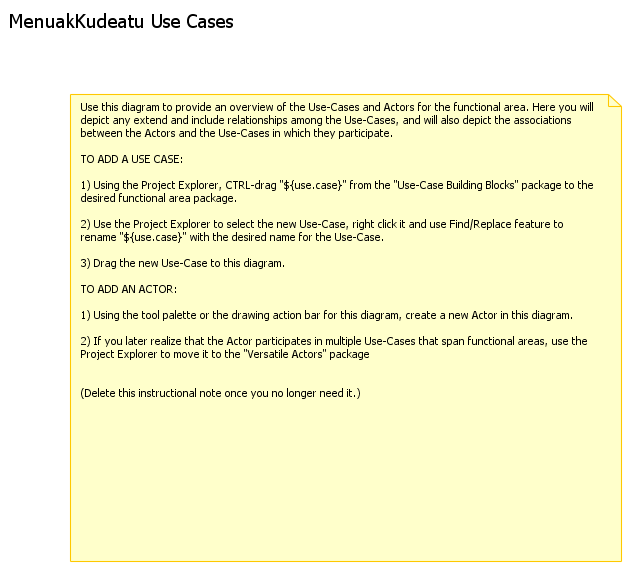 MenuakKudeatu Use Cases
Use this diagram to provide an overview of the Use-Cases and Actors for the functional area. Here you will
depict any extend and include relationships among the Use-Cases, and will also depict the associations
between the Actors and the Use-Cases in which they participate.
TO ADD A USE CASE:
1) Using the Project Explorer, CTRL-drag "${use.case}" from the "Use-Case Building Blocks" package to the
desired functional area package.
2) Use the Project Explorer to select the new Use-Case, right click it and use Find/Replace feature to
rename "${use.case}" with the desired name for the Use-Case.
3) Drag the new Use-Case to this diagram.
TO ADD AN ACTOR:
1) Using the tool palette or the drawing action bar for this diagram, create a new Actor in this diagram.
2) If you later realize that the Actor participates in multiple Use-Cases that span functional areas, use the
Project Explorer to move it to the "Versatile Actors" package
(Delete this instructional note once you no longer need it.)